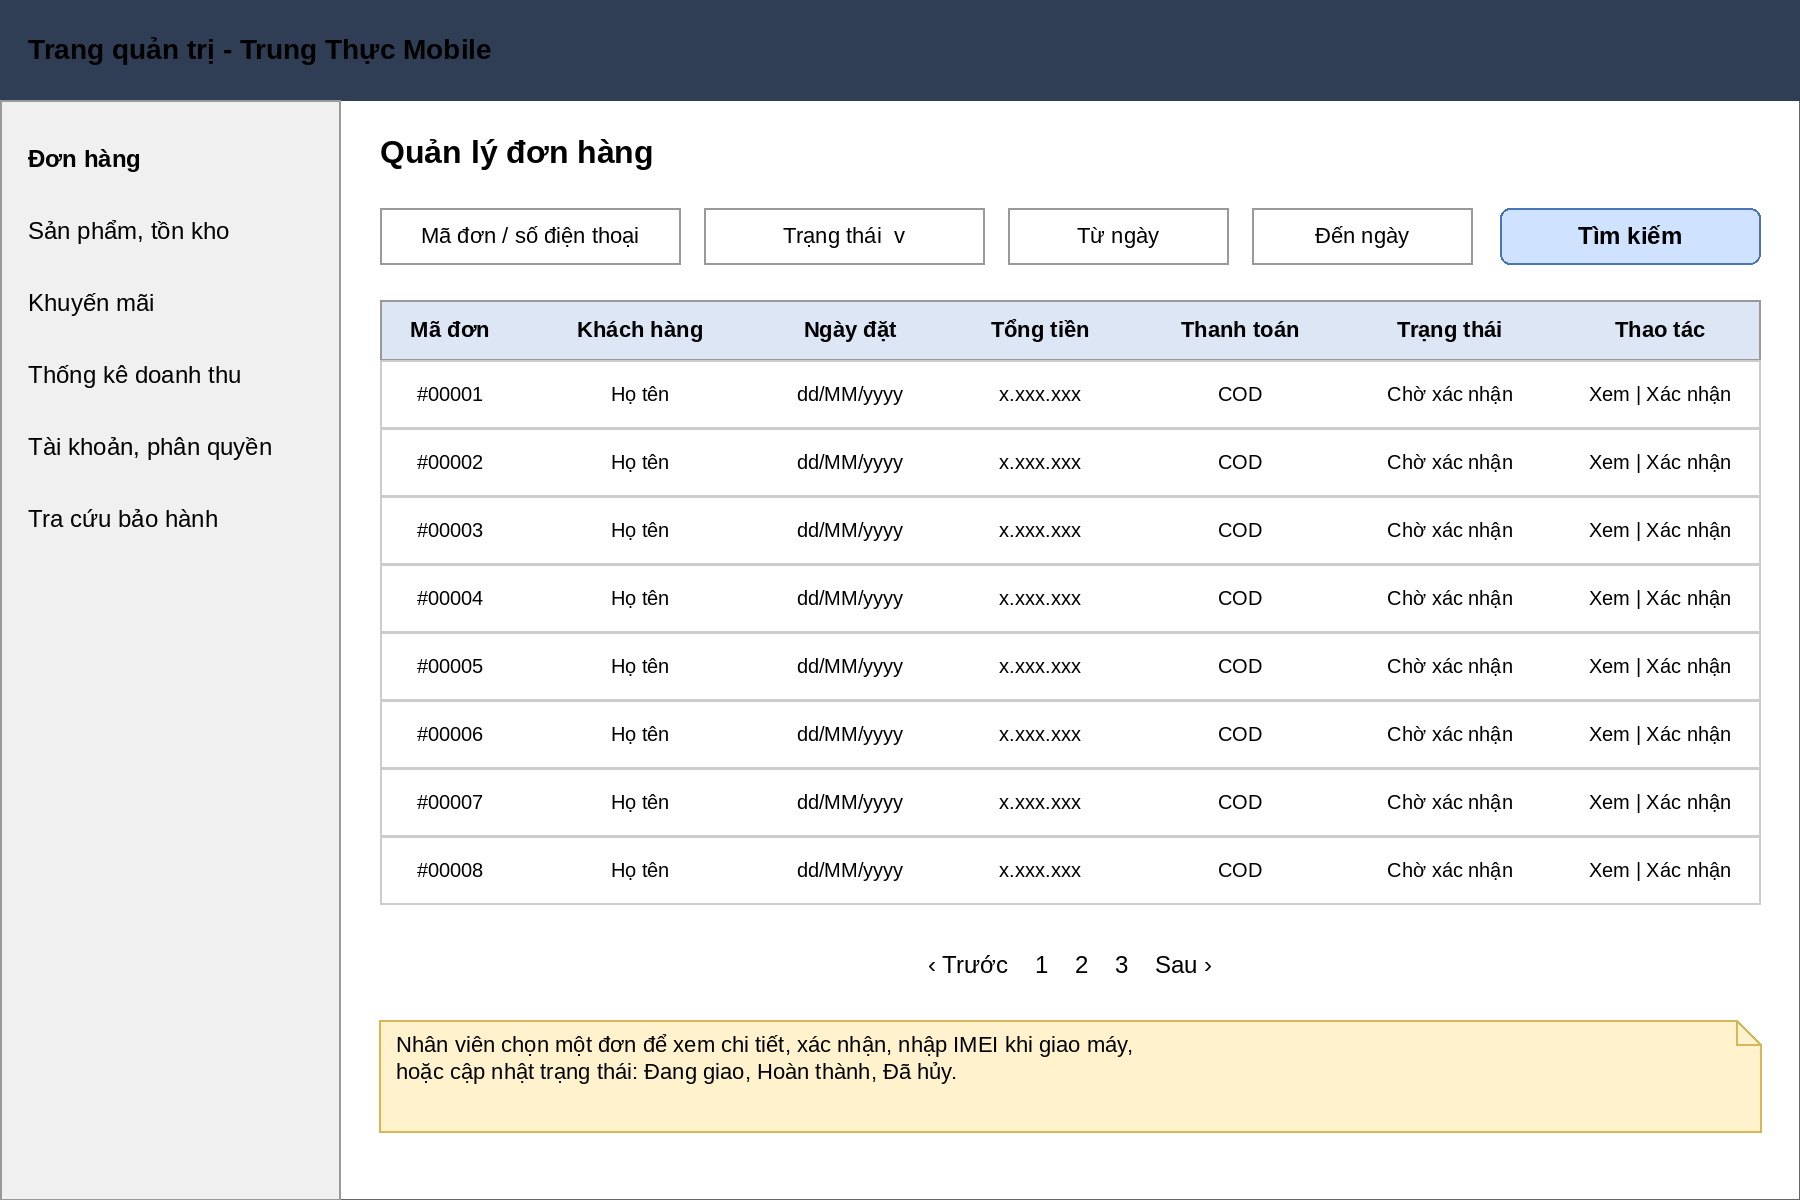 Trang quản trị - Trung Thực Mobile
Đơn hàng
Sản phẩm, tồn kho
Khuyến mãi
Thống kê doanh thu
Tài khoản, phân quyền
Tra cứu bảo hành
Quản lý đơn hàng
Mã đơn / số điện thoại Trạng thái v Từ ngày Đến ngày Tìm kiếm
Mã đơn Khách hàng Ngày đặt Tổng tiền Thanh toán Trạng thái Thao tác
#00001 Họ tên dd/MM/yyyy x.xxx.xxx COD Chờ xác nhận Xem | Xác nhận
#00002 Họ tên dd/MM/yyyy x.xxx.xxx COD Chờ xác nhận Xem | Xác nhận
#00003 Họ tên dd/MM/yyyy x.xxx.xxx COD Chờ xác nhận Xem | Xác nhận
#00004 Họ tên dd/MM/yyyy x.xxx.xxx COD Chờ xác nhận Xem | Xác nhận
#00005 Họ tên dd/MM/yyyy x.xxx.xxx COD Chờ xác nhận Xem | Xác nhận
#00006 Họ tên dd/MM/yyyy x.xxx.xxx COD Chờ xác nhận Xem | Xác nhận
#00007 Họ tên dd/MM/yyyy x.xxx.xxx COD Chờ xác nhận Xem | Xác nhận
#00008 Họ tên dd/MM/yyyy x.xxx.xxx COD Chờ xác nhận Xem | Xác nhận
‹ Trước 1 2 3 Sau ›
Nhân viên chọn một đơn để xem chi tiết, xác nhận, nhập IMEI khi giao máy,
hoặc cập nhật trạng thái: Đang giao, Hoàn thành, Đã hủy.